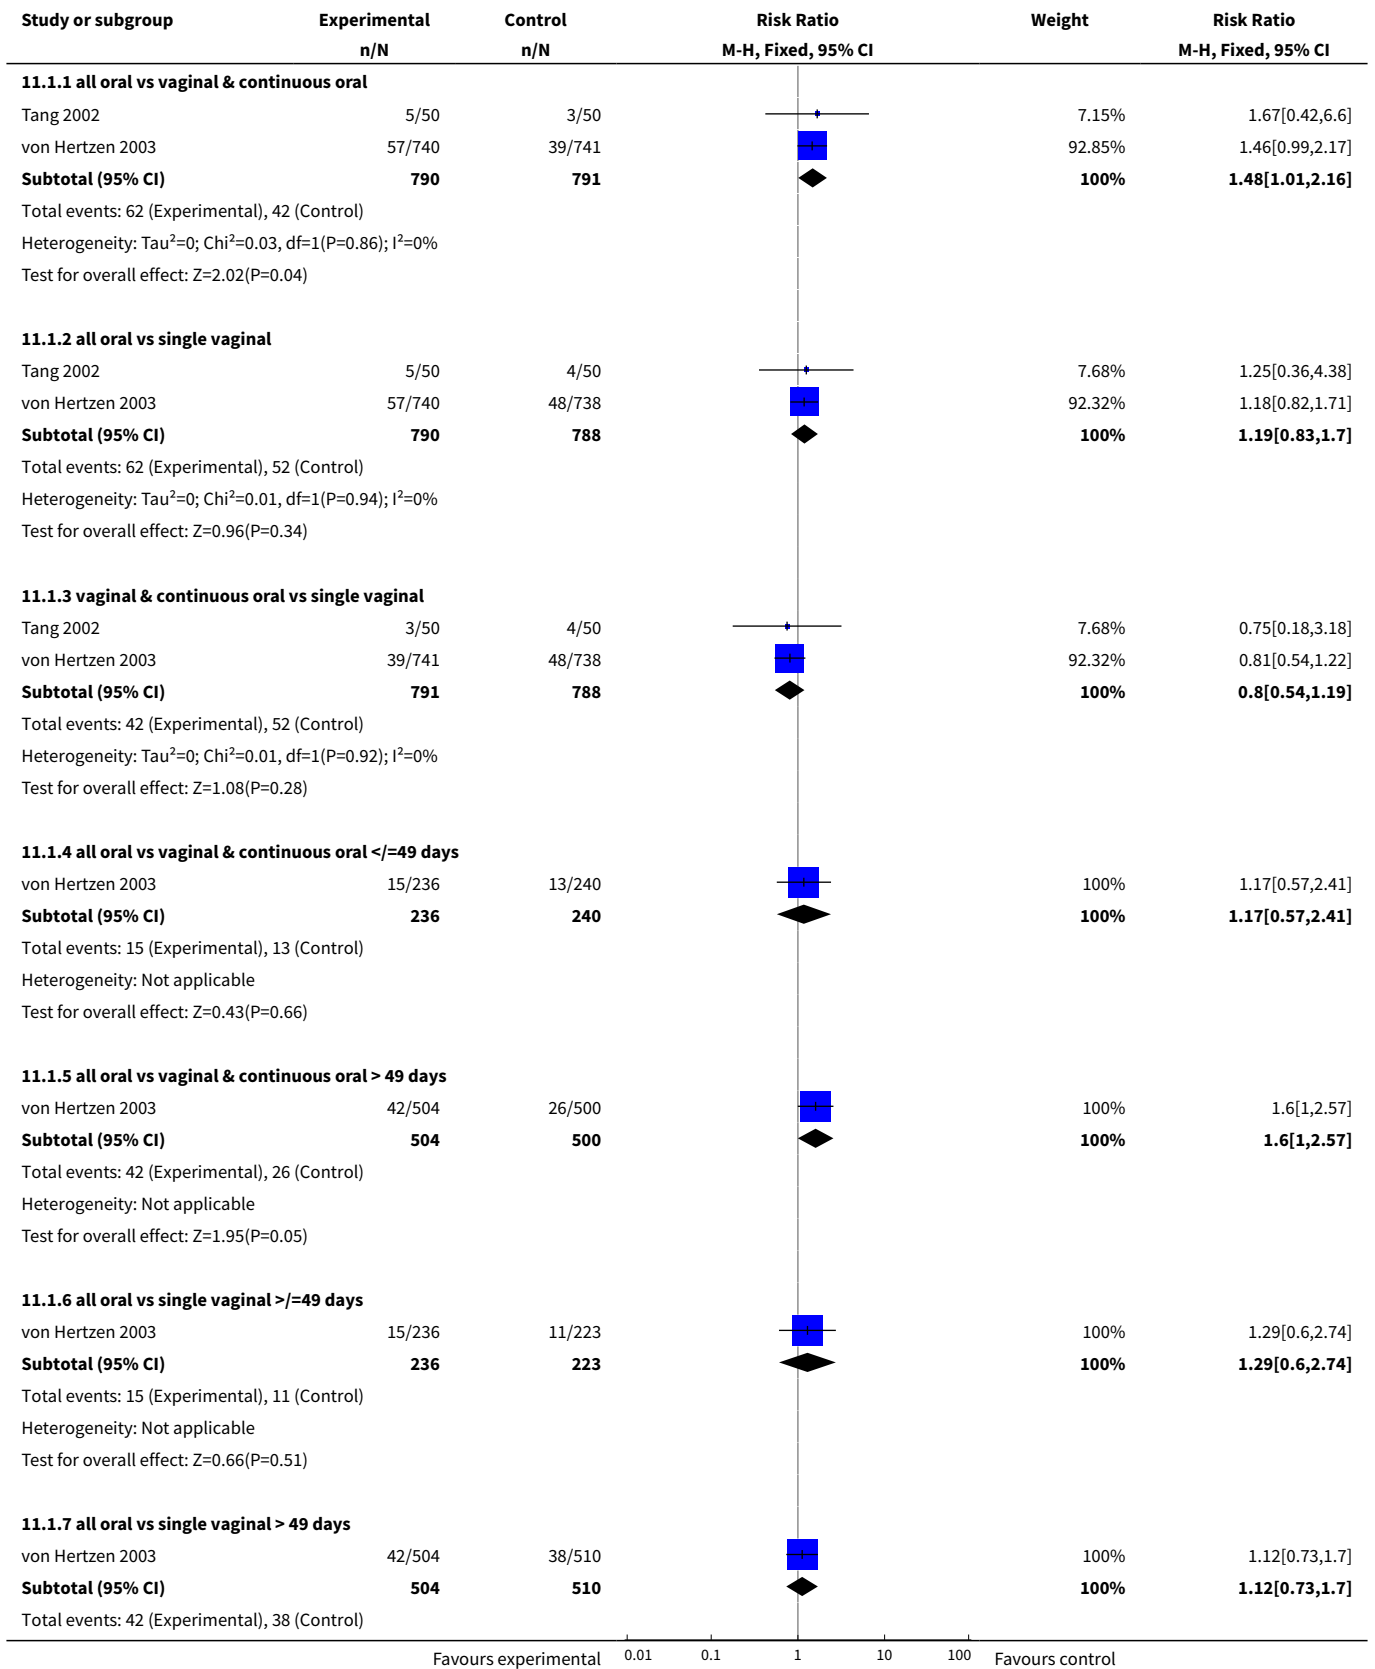 Study or subgroup Experimental Control Risk Ratio Weight Risk Ratio
n/N n/N M-H, Fixed, 95% CI M-H, Fixed, 95% CI
11.1.1 all oral vs vaginal & continuous oral
Tang 2002 5/50 3/50 7.15% 1.67[0.42,6.6]
von Hertzen 2003 57/740 39/741 92.85% 1.46[0.99,2.17]
Subtotal (95% CI) 790 791 100% 1.48[1.01,2.16]
Total events: 62 (Experimental), 42 (Control)
Heterogeneity: Tau²=0; Chi²=0.03, df=1(P=0.86); I²=0%
Test for overall effect: Z=2.02(P=0.04)
11.1.2 all oral vs single vaginal
Tang 2002 5/50 4/50 7.68% 1.25[0.36,4.38]
von Hertzen 2003 57/740 48/738 92.32% 1.18[0.82,1.71]
Subtotal (95% CI) 790 788 100% 1.19[0.83,1.7]
Total events: 62 (Experimental), 52 (Control)
Heterogeneity: Tau²=0; Chi²=0.01, df=1(P=0.94); I²=0%
Test for overall effect: Z=0.96(P=0.34)
11.1.3 vaginal & continuous oral vs single vaginal
Tang 2002 3/50 4/50 7.68% 0.75[0.18,3.18]
von Hertzen 2003 39/741 48/738 92.32% 0.81[0.54,1.22]
Subtotal (95% CI) 791 788 100% 0.8[0.54,1.19]
Total events: 42 (Experimental), 52 (Control)
Heterogeneity: Tau²=0; Chi²=0.01, df=1(P=0.92); I²=0%
Test for overall effect: Z=1.08(P=0.28)
11.1.4 all oral vs vaginal & continuous oral </=49 days
von Hertzen 2003 15/236 13/240 100% 1.17[0.57,2.41]
Subtotal (95% CI) 236 240 100% 1.17[0.57,2.41]
Total events: 15 (Experimental), 13 (Control)
Heterogeneity: Not applicable
Test for overall effect: Z=0.43(P=0.66)
11.1.5 all oral vs vaginal & continuous oral > 49 days
von Hertzen 2003 42/504 26/500 100% 1.6[1,2.57]
Subtotal (95% CI) 504 500 100% 1.6[1,2.57]
Total events: 42 (Experimental), 26 (Control)
Heterogeneity: Not applicable
Test for overall effect: Z=1.95(P=0.05)
11.1.6 all oral vs single vaginal >/=49 days
von Hertzen 2003 15/236 11/223 100% 1.29[0.6,2.74]
Subtotal (95% CI) 236 223 100% 1.29[0.6,2.74]
Total events: 15 (Experimental), 11 (Control)
Heterogeneity: Not applicable
Test for overall effect: Z=0.66(P=0.51)
11.1.7 all oral vs single vaginal > 49 days
von Hertzen 2003 42/504 38/510 100% 1.12[0.73,1.7]
Subtotal (95% CI) 504 510 100% 1.12[0.73,1.7]
Total events: 42 (Experimental), 38 (Control)
Favours experimental 0.01 0.1 1 10 100 Favours control